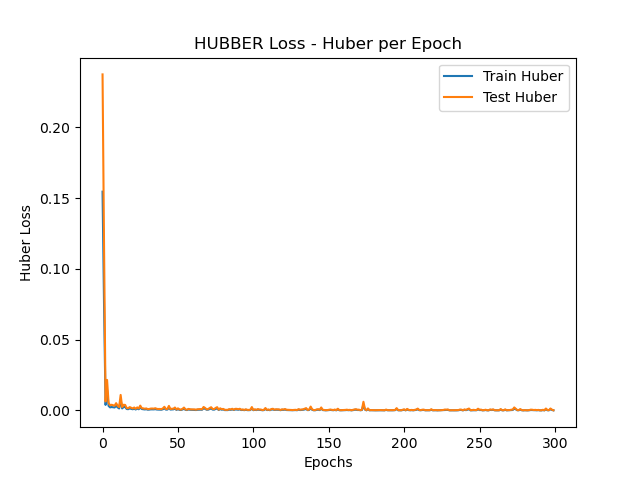 HUBBER Loss - Huber per Epoch
Train Huber
Test Huber
Huber Loss
0.20
0.15
0.10
0.05
0.00
0 50 100 150 200 250 300
Epochs